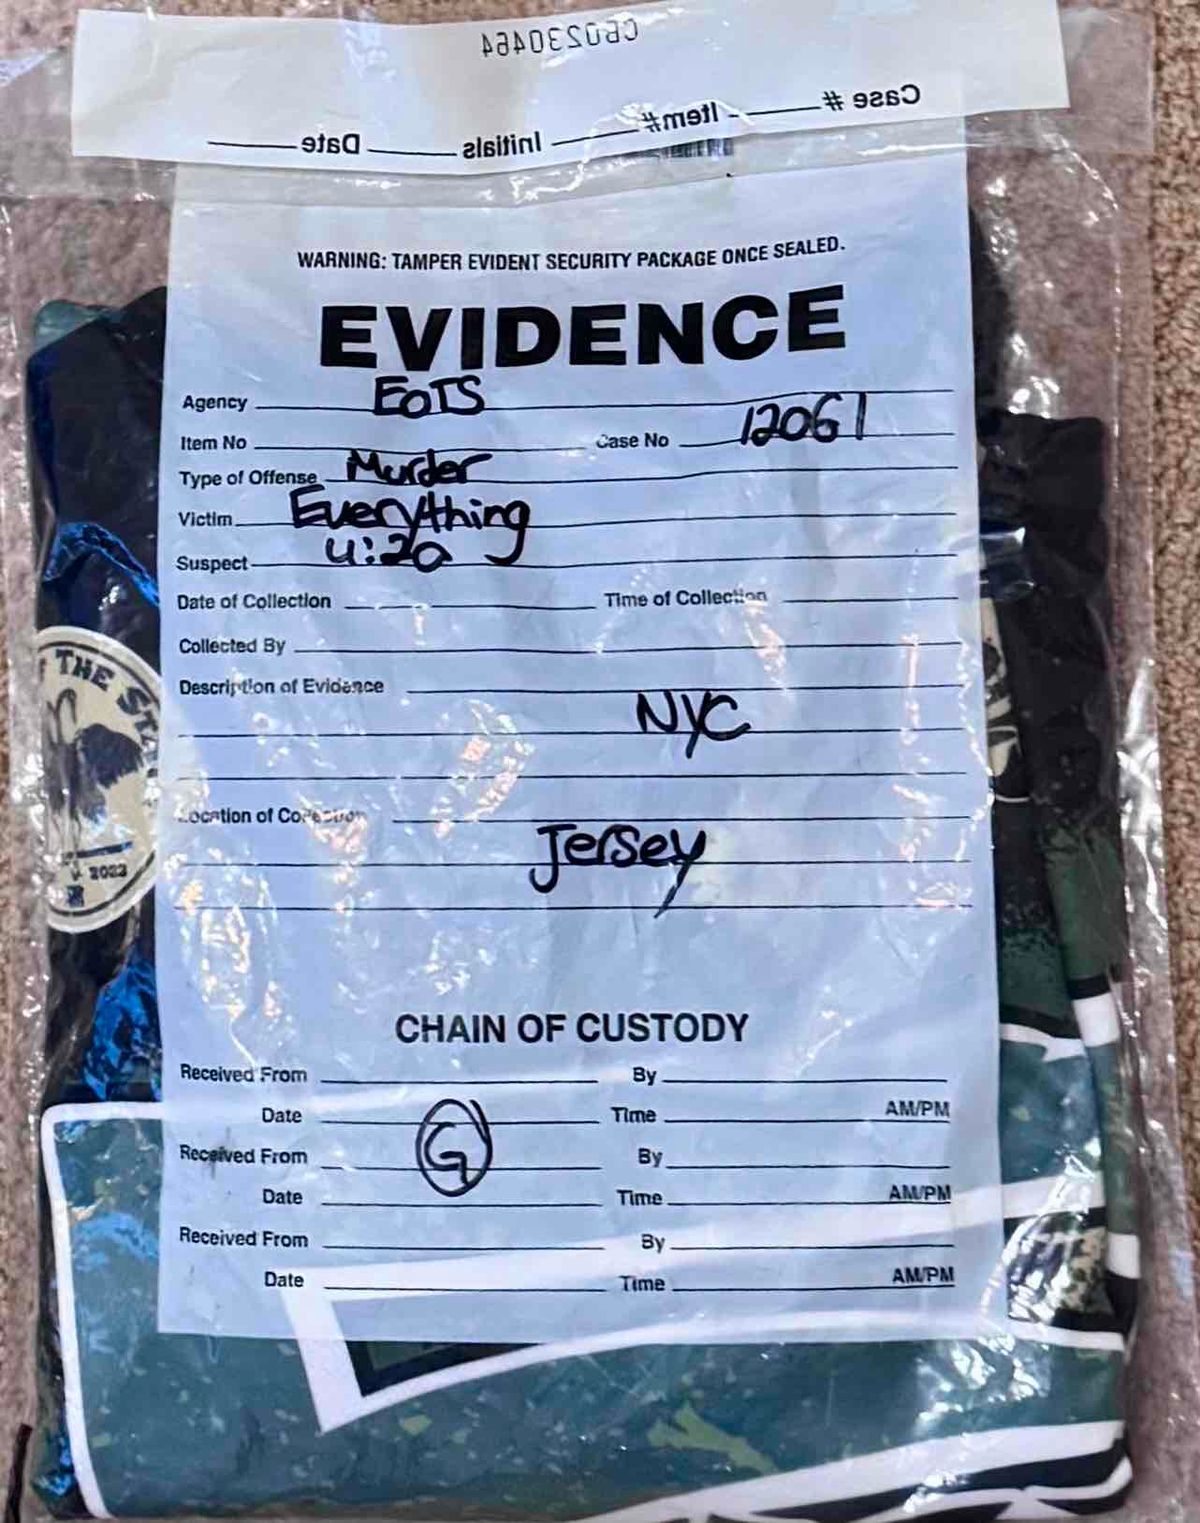 CE0230464
Case # Item# Initials Date
WARNING: TAMPER EVIDENT SECURITY PACKAGE ONCE SEALED.
EVIDENCE
Agency EOTS
Item No Case No 12061
Type of Offense Murder
Victim Everything
Suspect 4:20
Date of Collection Time of Collection
Collected By
Description of Evidence
NYC
Location of Collection
Jersey
THE
2022
CHAIN OF CUSTODY
Received From By
Date Time AM/PM
G
Received From By
Date Time AM/PM
Received From By
Date Time AM/PM